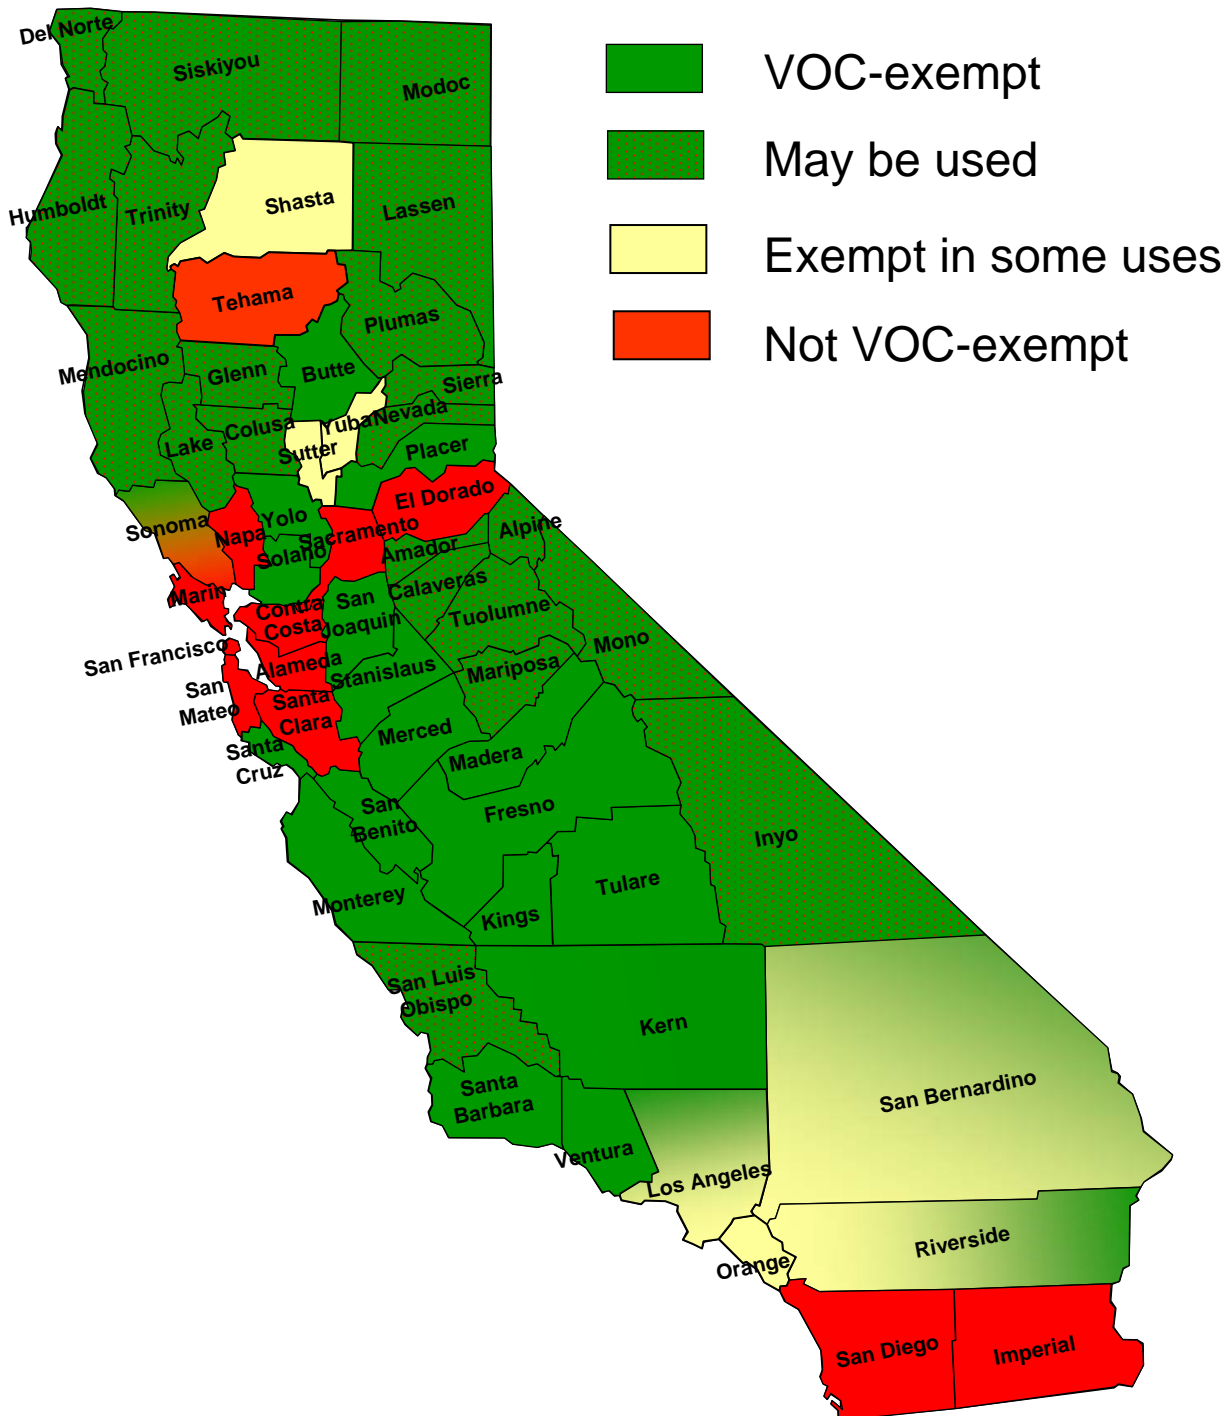 Del Norte
Siskiyou
Modoc
VOC-exempt
May be used
Exempt in some uses
Not VOC-exempt
Humboldt
Trinity
Shasta
Lassen
Tehama
Plumas
Mendocino
Glenn
Butte
Sierra
Lake
Colusa
Sutter
Yuba
Nevada
Placer
El Dorado
Sonoma
Napa
Yolo
Sacramento
Alpine
Solano
Amador
Marin
Contra
Costa
San
Joaquin
Calaveras
Tuolumne
Mono
San Francisco
Alameda
Stanislaus
Mariposa
San
Mateo
Santa
Clara
Merced
Santa
Cruz
Madera
San
Benito
Fresno
Inyo
Monterey
Kings
Tulare
San Luis
Obispo
Kern
Santa
Barbara
San Bernardino
Ventura
Los Angeles
Orange
Riverside
San Diego
Imperial